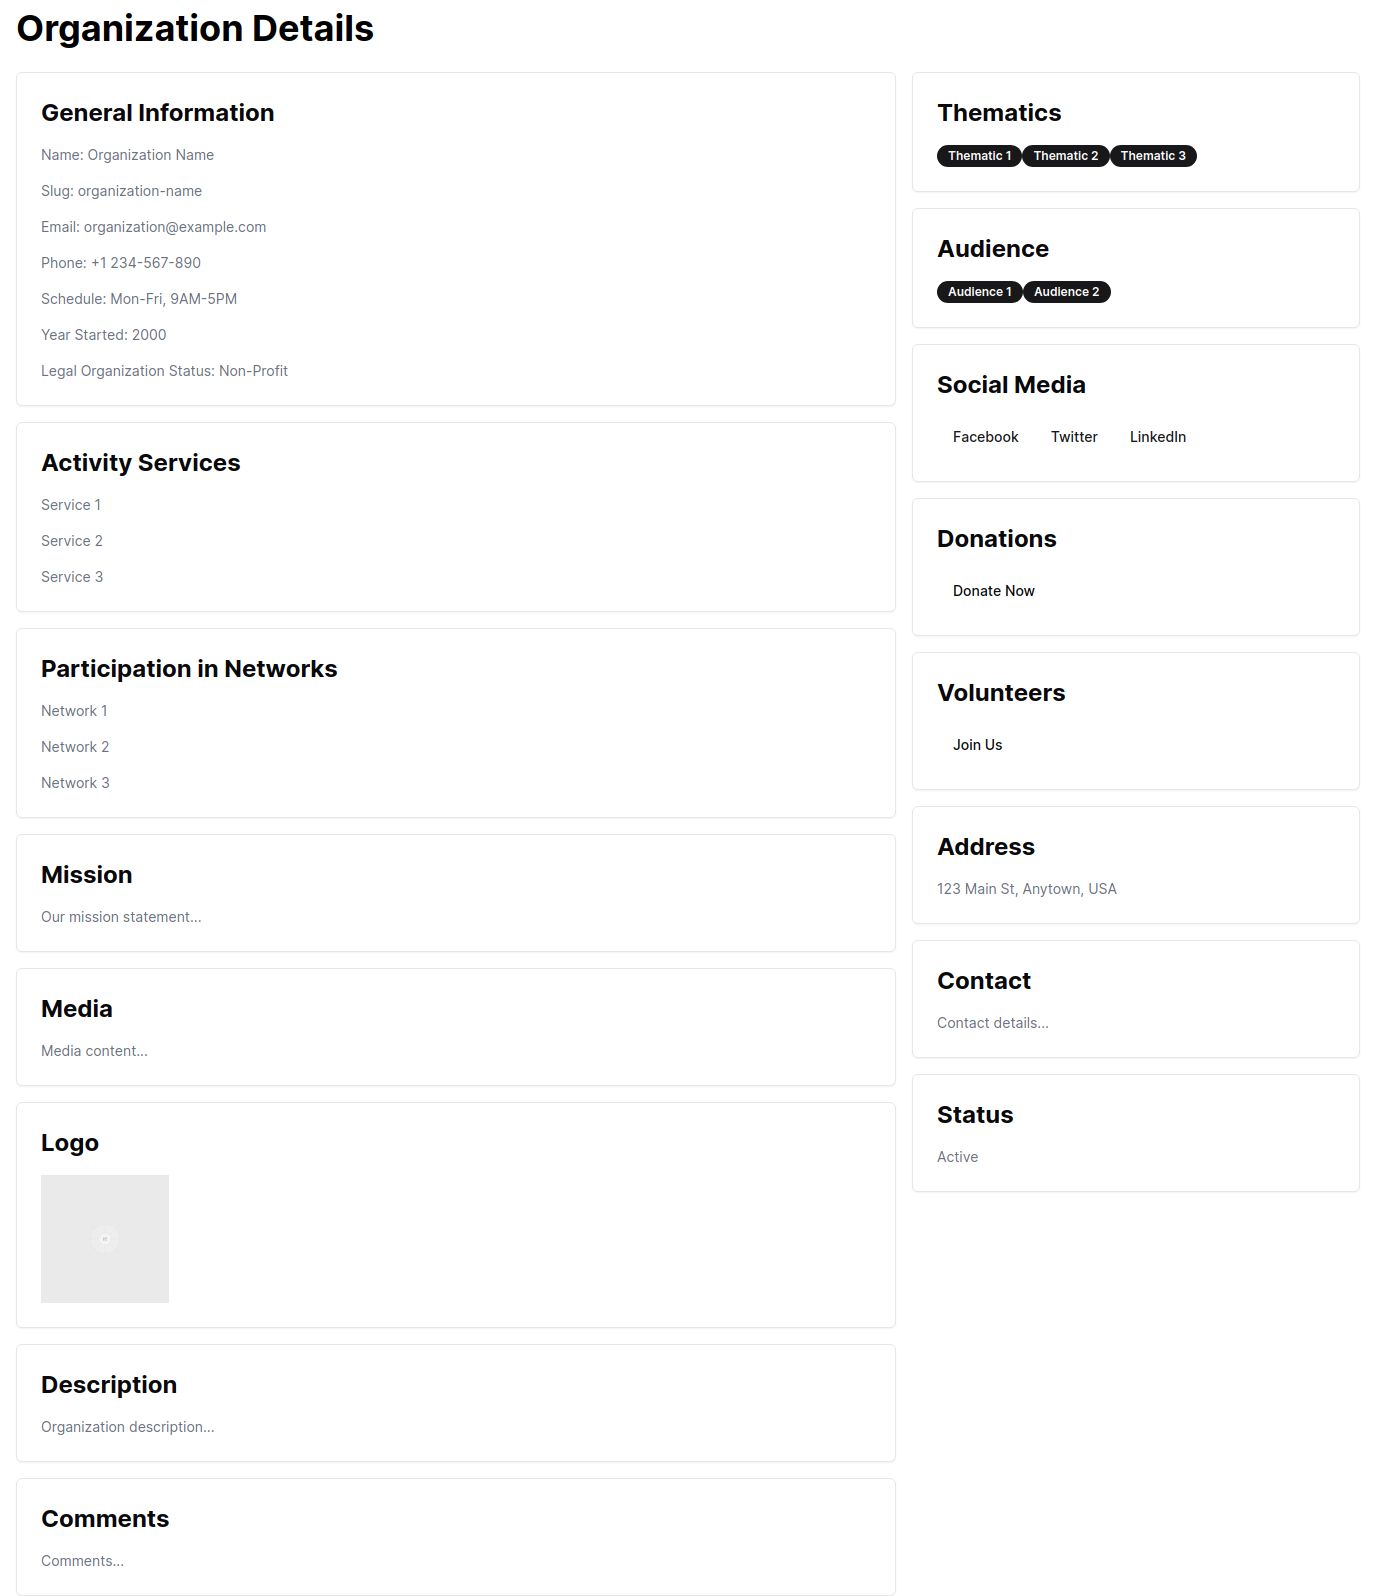 Organization Details
General Information
Name: Organization Name
Slug: organization-name
Email: organization@example.com
Phone: +1 234-567-890
Schedule: Mon-Fri, 9AM-5PM
Year Started: 2000
Legal Organization Status: Non-Profit
Activity Services
Service 1
Service 2
Service 3
Participation in Networks
Network 1
Network 2
Network 3
Mission
Our mission statement...
Media
Media content...
Logo
Description
Organization description...
Comments
Comments...
Thematics
Thematic 1 Thematic 2 Thematic 3
Audience
Audience 1 Audience 2
Social Media
Facebook Twitter LinkedIn
Donations
Donate Now
Volunteers
Join Us
Address
123 Main St, Anytown, USA
Contact
Contact details...
Status
Active